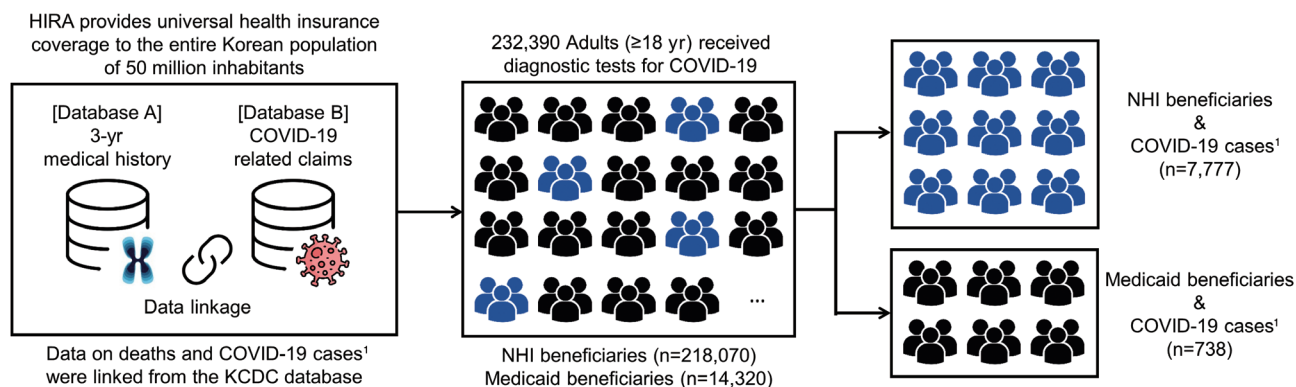 HIRA provides universal health insurance
coverage to the entire Korean population
of 50 million inhabitants
[Database A]
3-yr
medical history
[Database B]
COVID-19
related claims
Data linkage
Data on deaths and COVID-19 cases¹
were linked from the KCDC database
232,390 Adults (≥18 yr) received
diagnostic tests for COVID-19
...
NHI beneficiaries (n=218,070)
Medicaid beneficiaries (n=14,320)
NHI beneficiaries
&
COVID-19 cases¹
(n=7,777)
Medicaid beneficiaries
&
COVID-19 cases¹
(n=738)